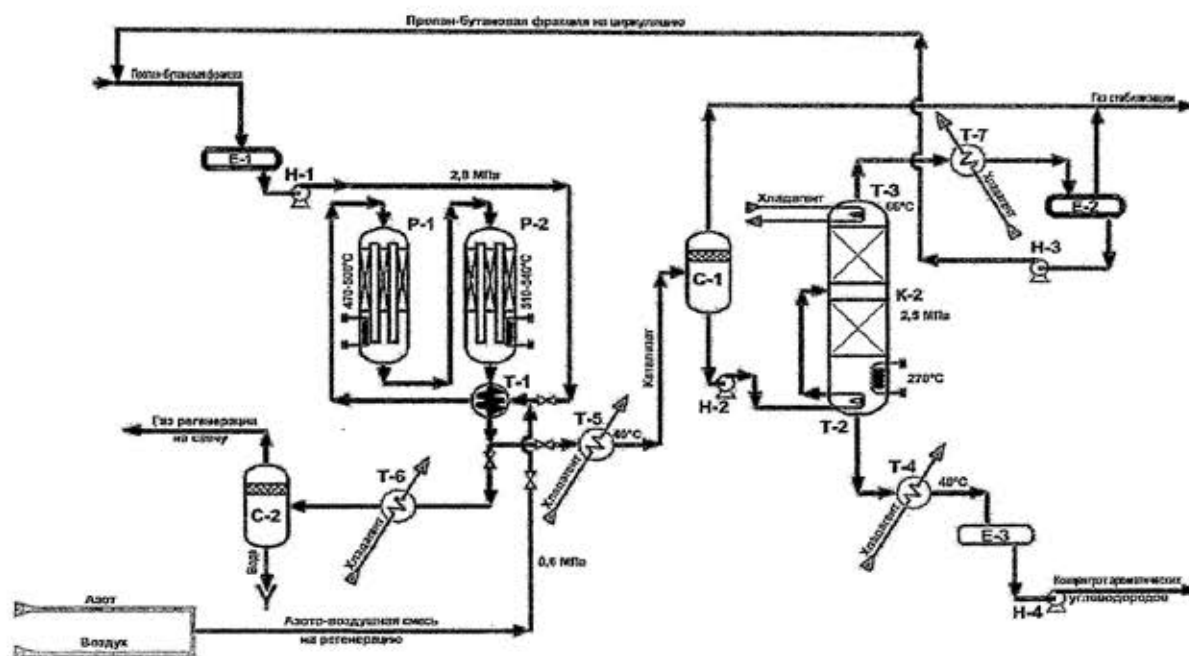 Пропан-бутановая фракция на циркуляцию
Пропан-бутановая фракция
Газ стабилизации
E-1
H-1
2,8 МПа
T-7
Хладагент
T-3
Хладагент
65°C
E-2
P-1
P-2
470-500°C
510-540°C
C-1
H-3
K-2
2,5 МПа
Катализат
T-1
270°C
H-2
T-2
T-5
Газ регенерации
на свечу
Хладагент
T-6
T-4
40°C
C-2
Хладагент
Хладагент
E-3
Вода
0,6 МПа
Концентрат ароматических
углеводородов
H-4
Азот
Азото-воздушная смесь
на регенерацию
Воздух